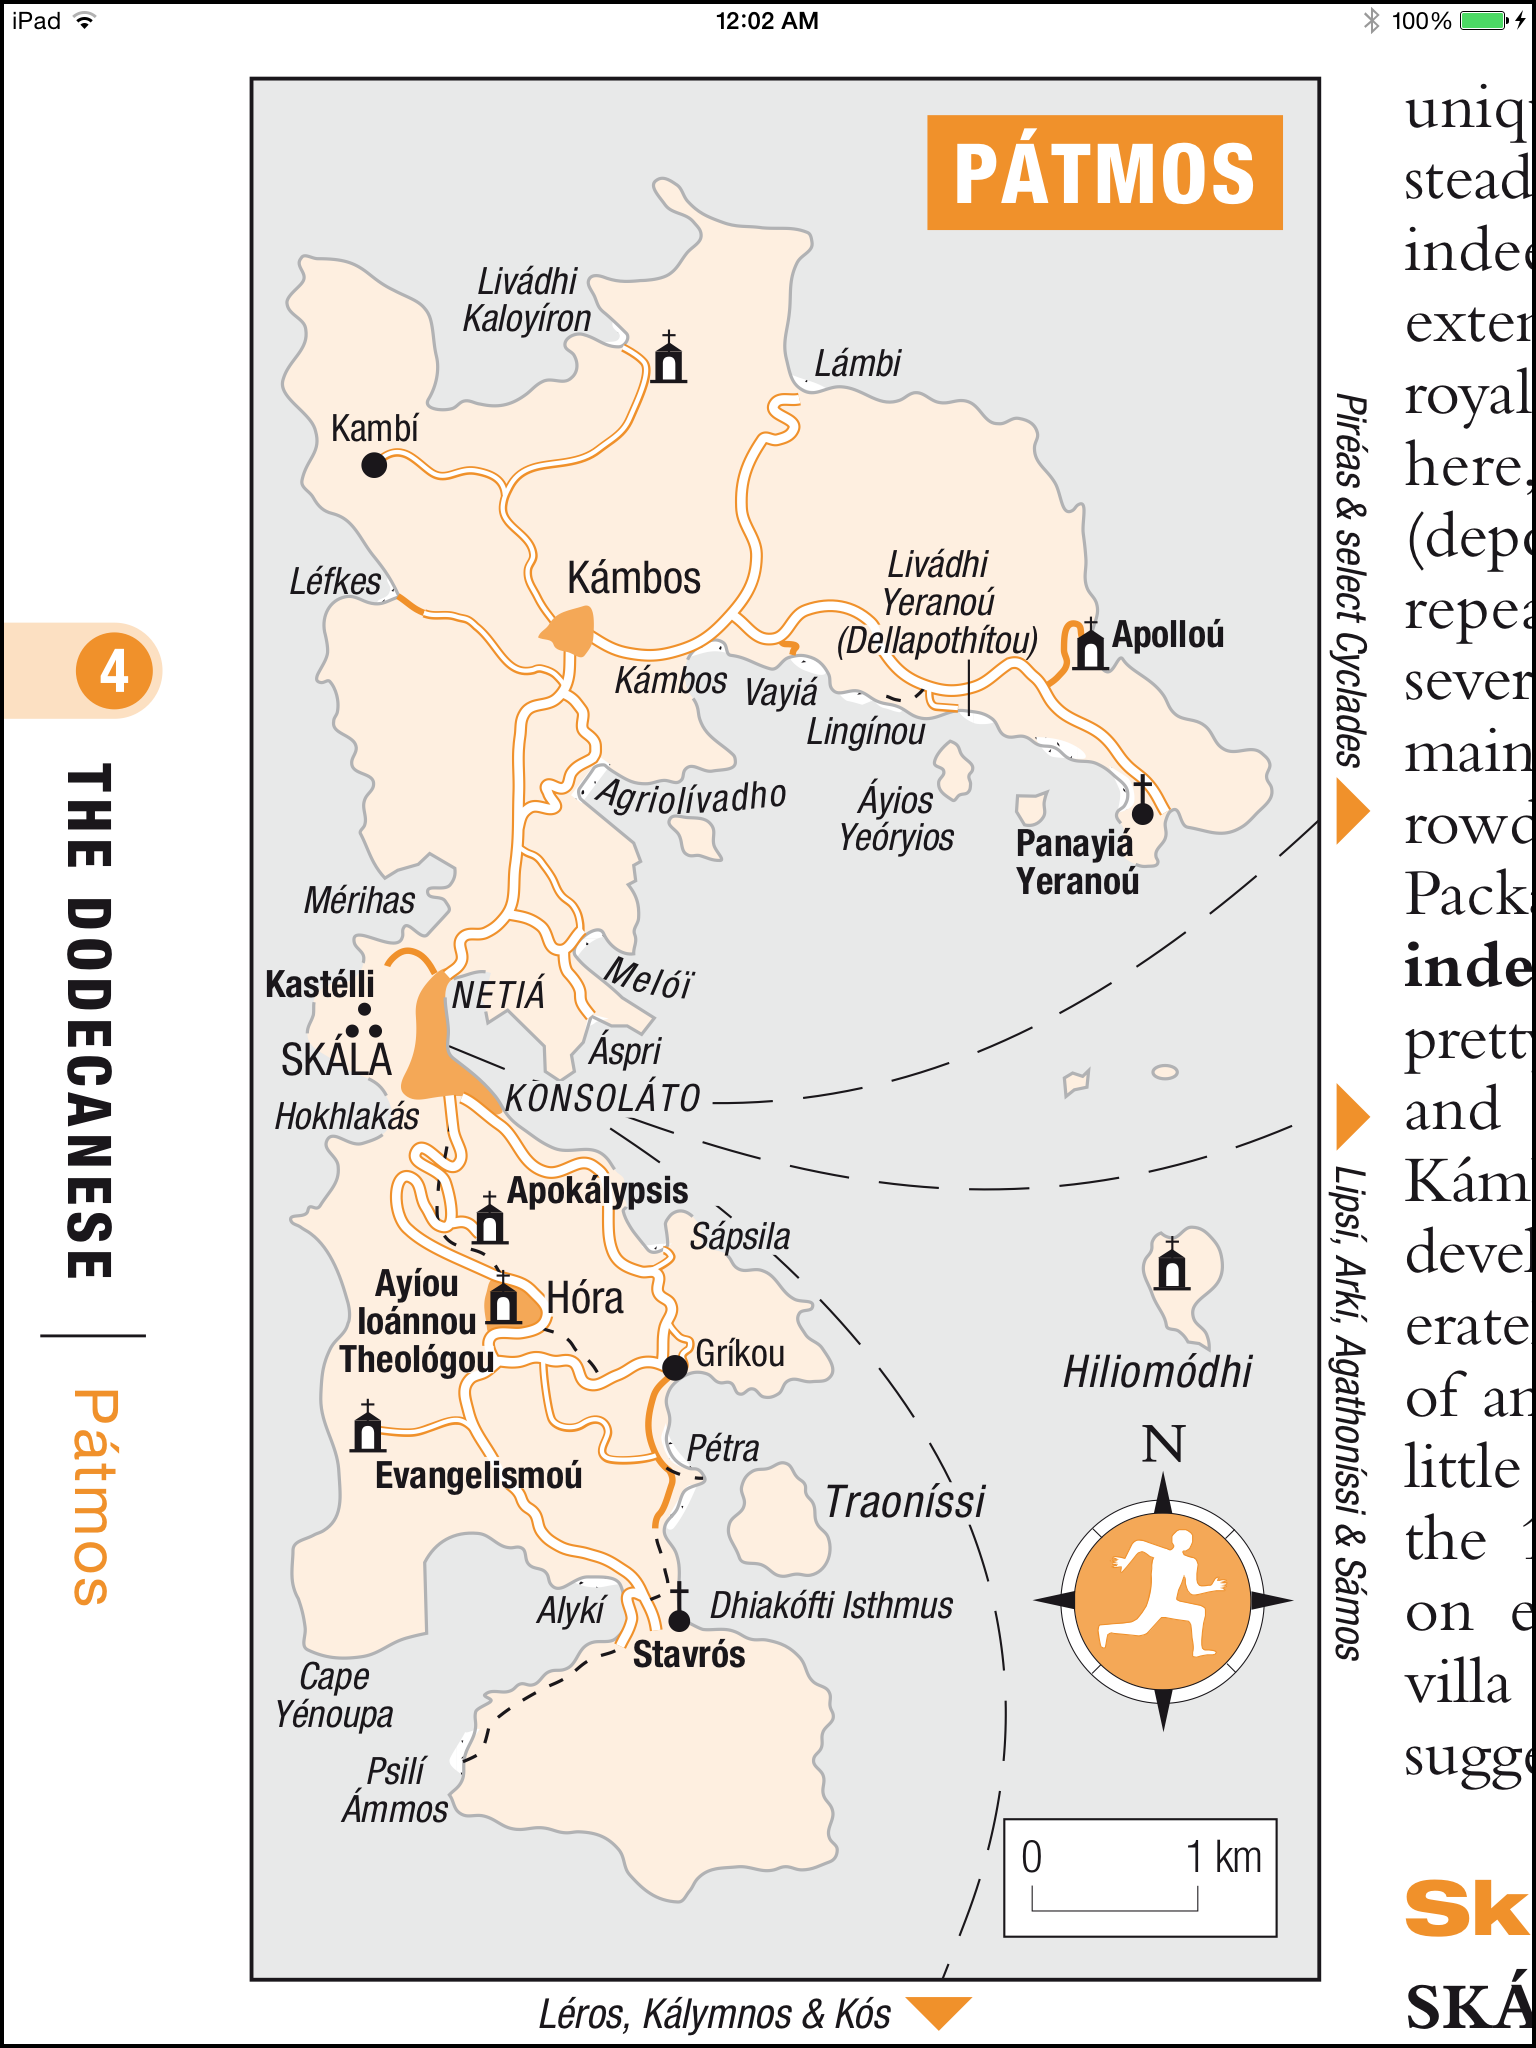 iPad
12:02 AM
100%
PÁTMOS
Livádhi
Kaloyíron
Lámbi
Kambí
Léfkes
Kámbos
Livádhi
Yeranoú
(Dellapothítou)
Apolloú
Kámbos
Vayiá
Lingínou
Agriolívadho
Áyios
Yeóryios
Panayiá
Yeranoú
Mérihas
Kastélli
NETIÁ
Melóï
SKÁLA
Áspri
KONSOLÁTO
Hokhlakás
Apokálypsis
Sápsila
Ayíou
Ioánnou
Theológou
Hóra
Gríkou
Hiliomódhi
Evangelismoú
Pétra
N
Traoníssi
Alykí
Dhiakófti Isthmus
Stavrós
Cape
Yénoupa
Psilí
Ámmos
0 1 km
Léros, Kálymnos & Kós
Piréas & select Cyclades
Lipsí, Arkí, Agathoníssi & Sámos
4
THE DODECANESE
Pátmos
uniq
stead
inde
exter
royal
here,
(depo
repea
sever
main
rowd
Pack
inde
prett
and
Kám
deve
erate
of an
little
the
on e
villa
sugge
Sk
SKÁ